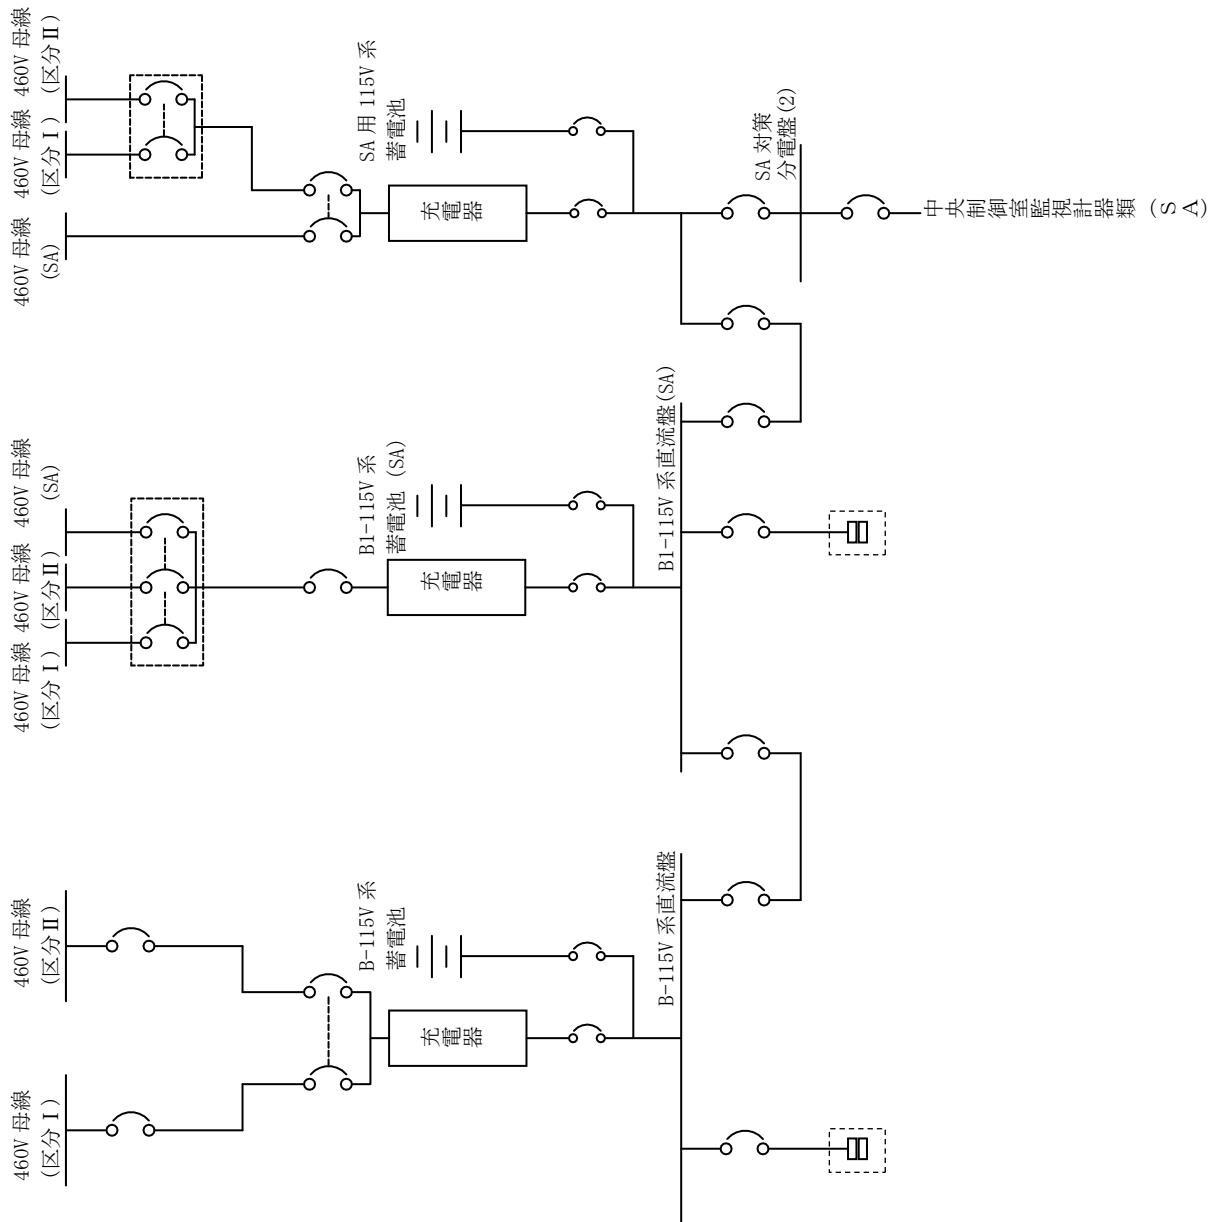 460V 母線
(区分Ⅰ)
460V 母線
(区分Ⅱ)
B-115V 系
蓄電池
充電器
B-115V 系直流盤
460V 母線
(区分Ⅰ)
460V 母線
(区分Ⅱ)
460V 母線
(SA)
B1-115V 系
蓄電池 (SA)
充電器
B1-115V 系直流盤(SA)
460V 母線
(SA)
460V 母線
(区分Ⅰ)
460V 母線
(区分Ⅱ)
SA 用 115V 系
蓄電池
充電器
SA 対策
分電盤(2)
中央制御室監視計器類（ＳＡ）